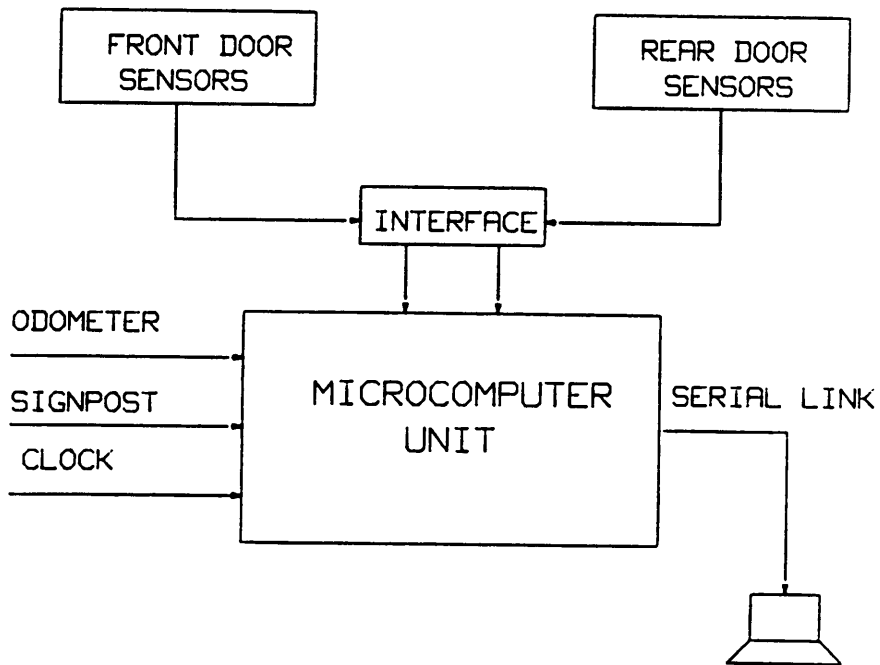 FRONT DOOR
SENSORS
REAR DOOR
SENSORS
INTERFACE
ODOMETER
SIGNPOST
CLOCK
MICROCOMPUTER
UNIT
SERIAL LINK